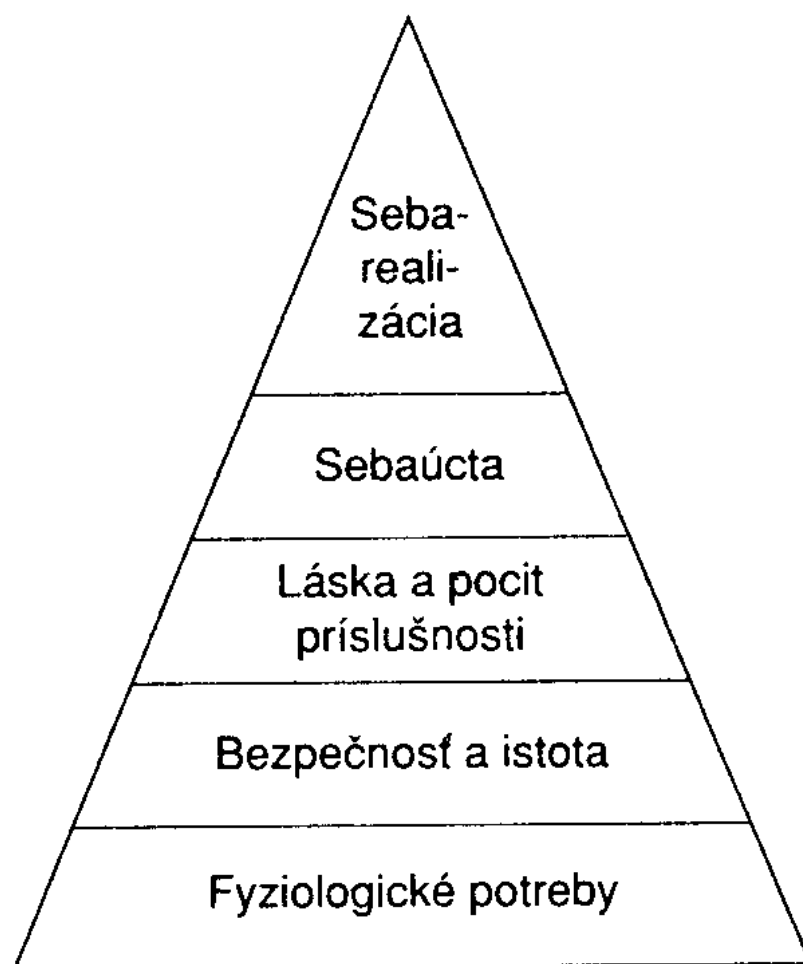 Seba-
reali-
zácia
Sebaúcta
Láska a pocit
príslušnosti
Bezpečnosť a istota
Fyziologické potreby